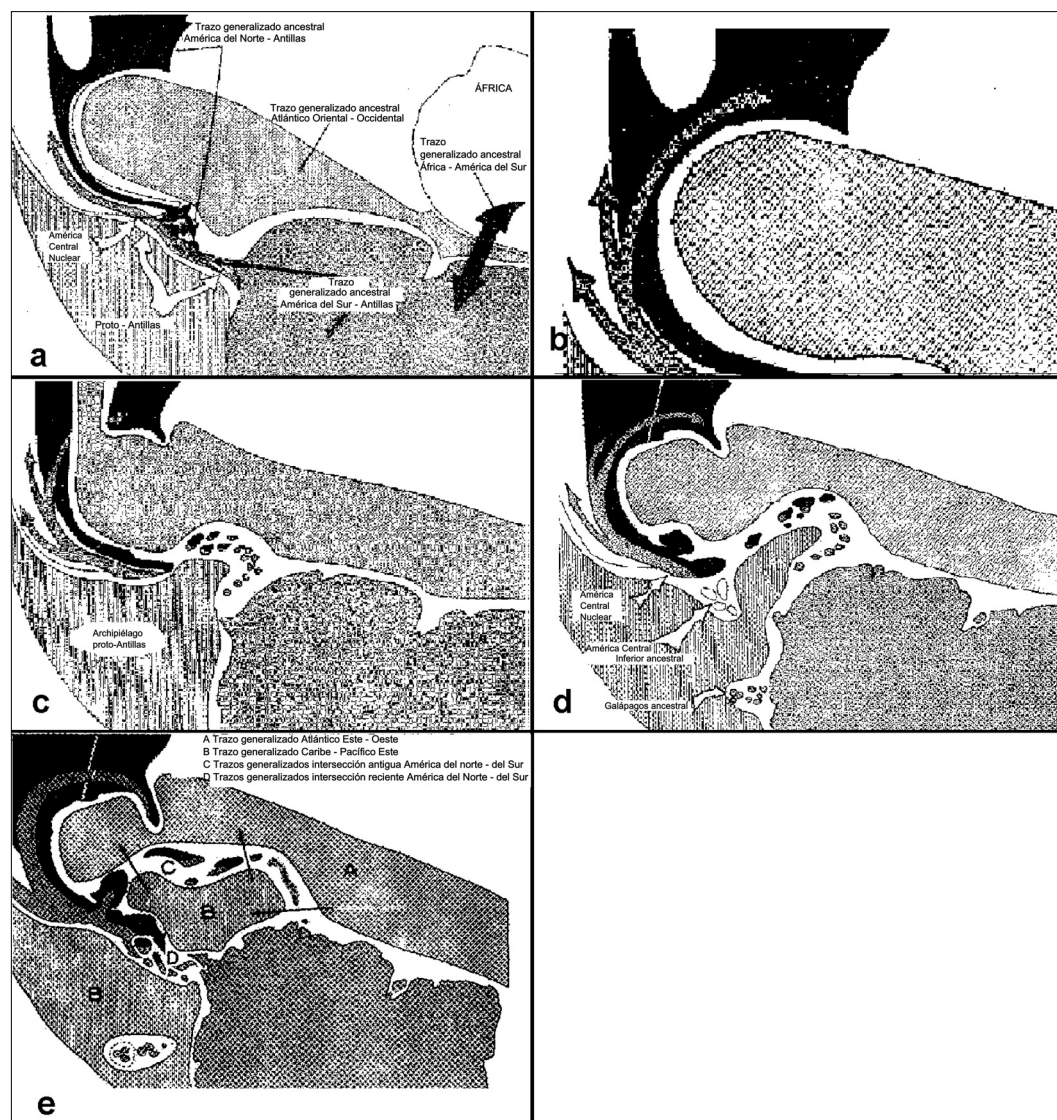 Trazo generalizado ancestral
América del Norte - Antillas
ÁFRICA
Trazo generalizado ancestral
Atlántico Oriental - Occidental
Trazo
generalizado ancestral
África - América del Sur
América
Central
Nuclear
Trazo
generalizado ancestral
América del Sur - Antillas
Proto - Antillas
a
b
Archipiélago
proto-Antillas
c
América
Central
Nuclear
América Central
Inferior ancestral
Galápagos ancestral
d
A Trazo generalizado Atlántico Este - Oeste
B Trazo generalizado Caribe - Pacífico Este
C Trazos generalizados intersección antigua América del norte - del Sur
D Trazos generalizados intersección reciente América del Norte - del Sur
A
C
B
D
B
e